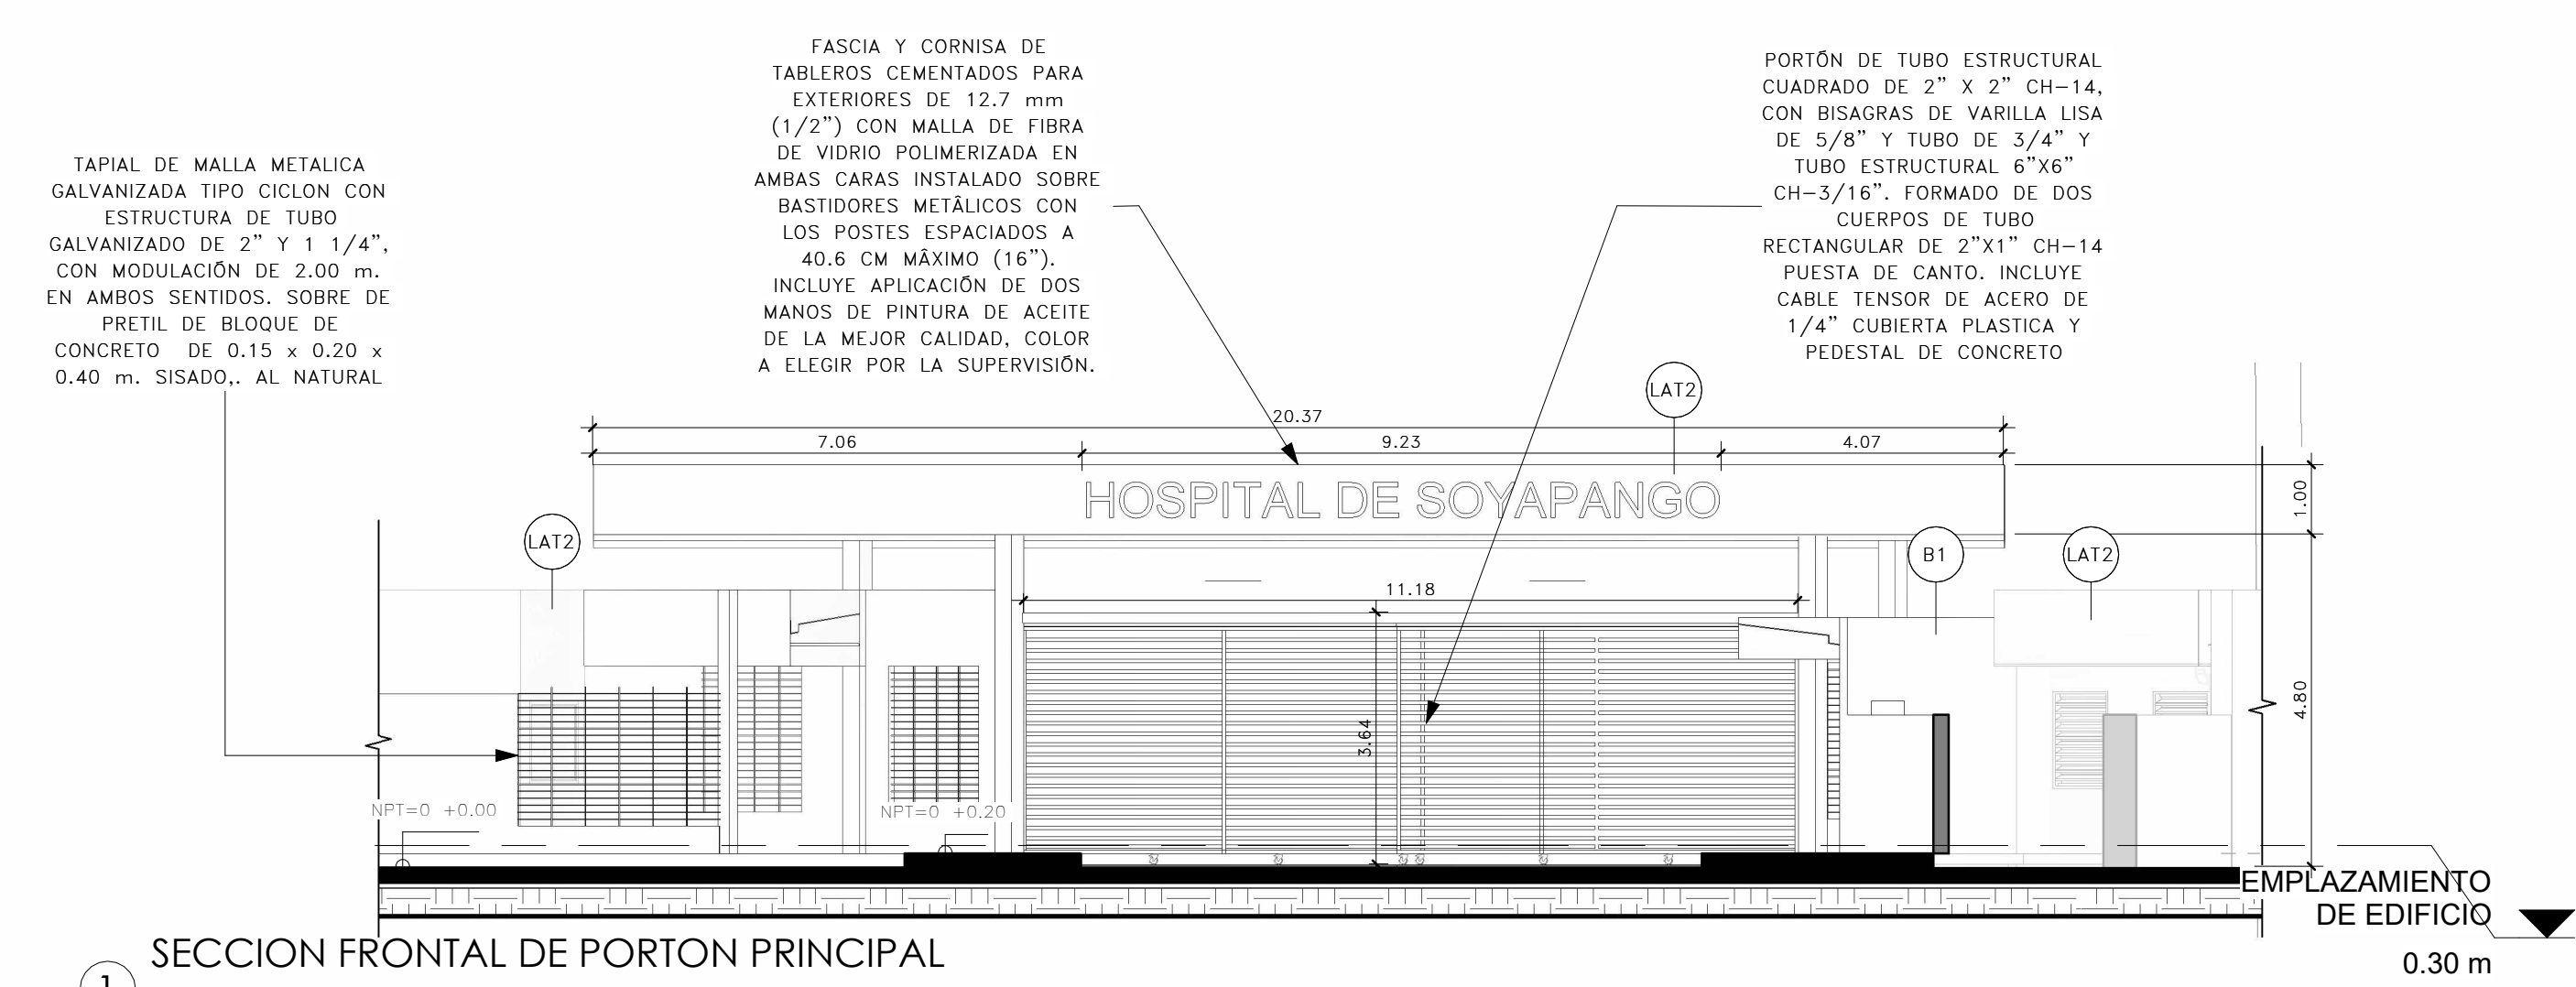 FASCIA Y CORNISA DE
TABLEROS CEMENTADOS PARA
EXTERIORES DE 12.7 mm
(1/2”) CON MALLA DE FIBRA
DE VIDRIO POLIMERIZADA EN
AMBAS CARAS INSTALADO SOBRE
BASTIDORES METÂLICOS CON
LOS POSTES ESPACIADOS A
40.6 CM MÂXIMO (16”).
INCLUYE APLICACIÕN DE DOS
MANOS DE PINTURA DE ACEITE
DE LA MEJOR CALIDAD, COLOR
A ELEGIR POR LA SUPERVISIÕN.
PORTÕN DE TUBO ESTRUCTURAL
CUADRADO DE 2” X 2” CH-14,
CON BISAGRAS DE VARILLA LISA
DE 5/8” Y TUBO DE 3/4” Y
TUBO ESTRUCTURAL 6”X6”
CH-3/16”. FORMADO DE DOS
CUERPOS DE TUBO
RECTANGULAR DE 2”X1” CH-14
PUESTA DE CANTO. INCLUYE
CABLE TENSOR DE ACERO DE
1/4” CUBIERTA PLASTICA Y
PEDESTAL DE CONCRETO
TAPIAL DE MALLA METALICA
GALVANIZADA TIPO CICLON CON
ESTRUCTURA DE TUBO
GALVANIZADO DE 2” Y 1 1/4”,
CON MODULACIÕN DE 2.00 m.
EN AMBOS SENTIDOS. SOBRE DE
PRETIL DE BLOQUE DE
CONCRETO DE 0.15 x 0.20 x
0.40 m. SISADO,. AL NATURAL
LAT2
20.37
7.06
9.23
4.07
HOSPITAL DE SOYAPANGO
1.00
LAT2
B1
LAT2
11.18
3.64
4.80
NPT=0 +0.00
NPT=0 +0.20
EMPLAZAMIENTO
DE EDIFICIO
0.30 m
SECCION FRONTAL DE PORTON PRINCIPAL
1